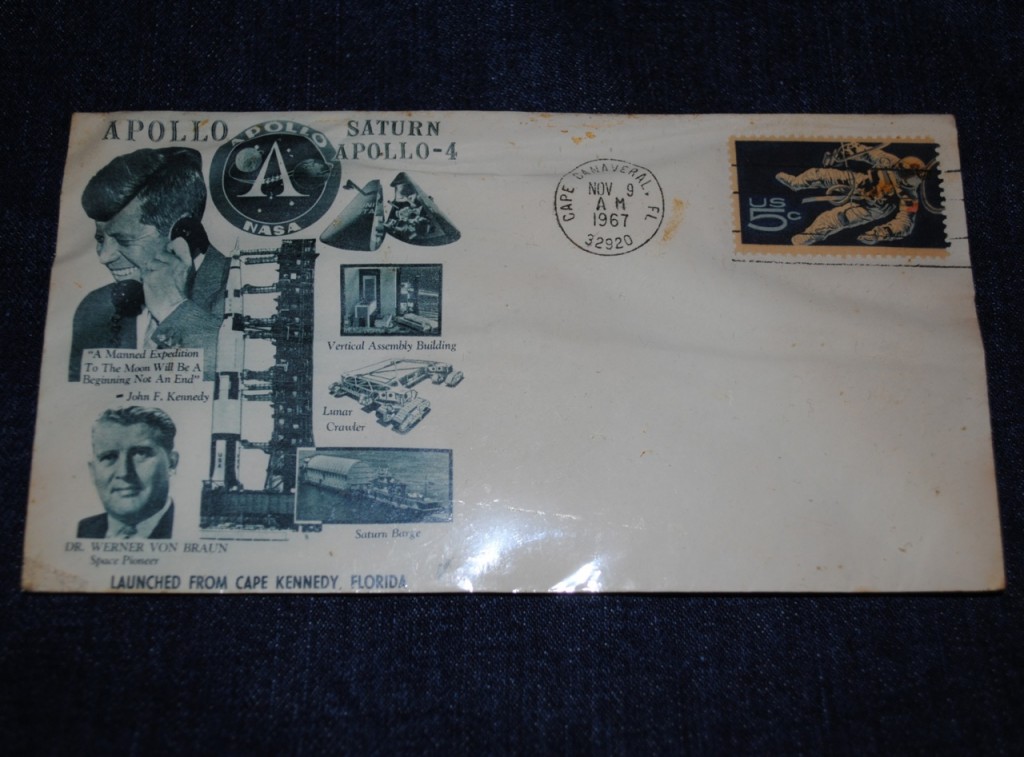 APOLLO
APOLLO
NASA
SATURN
APOLLO-4
CAPE CANAVERAL, FL
NOV 9
AM
1967
32920
US
5c
Vertical Assembly Building
"A Manned Expedition
To The Moon Will Be A
Beginning Not An End"
- John F. Kennedy
Lunar
Crawler
Saturn Barge
DR. WERNER VON BRAUN
Space Pioneer
LAUNCHED FROM CAPE KENNEDY, FLORIDA